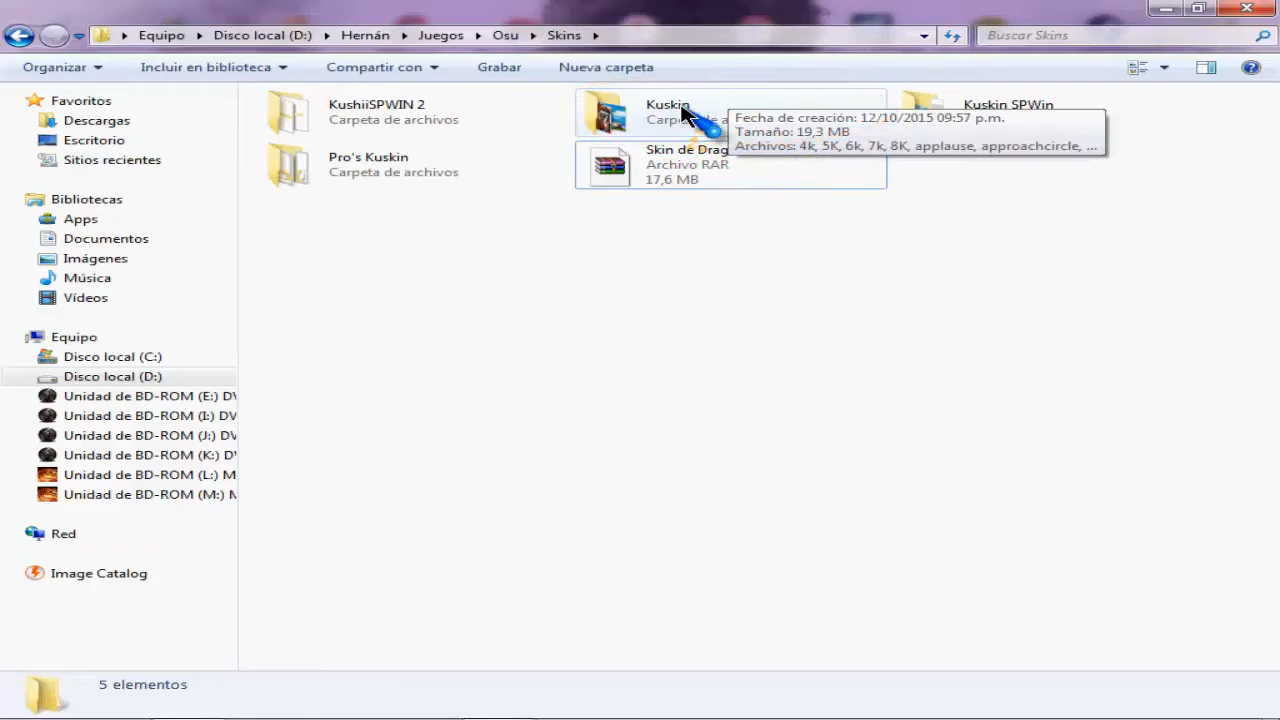 Equipo
Disco local (D:)
Hernán
Juegos
Osu
Skins
Buscar Skins
Organizar
Incluir en biblioteca
Compartir con
Grabar
Nueva carpeta
Favoritos
Descargas
Escritorio
Sitios recientes
Bibliotecas
Apps
Documentos
Imágenes
Música
Vídeos
Equipo
Disco local (C:)
Disco local (D:)
Unidad de BD-ROM (E:) DV
Unidad de BD-ROM (I:) DV
Unidad de BD-ROM (J:) DV
Unidad de BD-ROM (K:) DV
Unidad de BD-ROM (L:) M
Unidad de BD-ROM (M:) M
Red
Image Catalog
KushiiSPWIN 2
Carpeta de archivos
Kuskin
Kuskin SPWin
Fecha de creación: 12/10/2015 09:57 p.m.
Tamaño: 19,3 MB
Archivos: 4k, 5K, 6k, 7k, 8K, applause, approachcircle, ...
Pro's Kuskin
Carpeta de archivos
Skin de Drag
Archivo RAR
17,6 MB
5 elementos